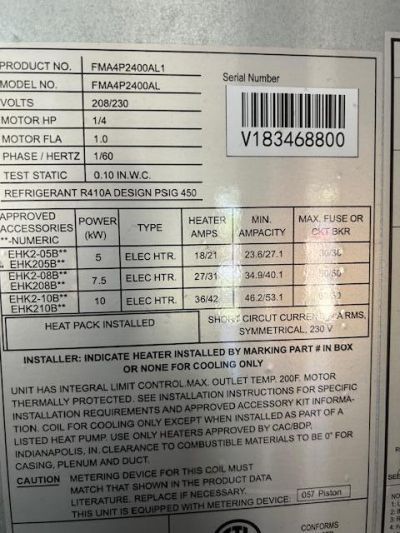 PRODUCT NO. FMA4P2400AL1
MODEL NO. FMA4P2400AL
VOLTS 208/230
MOTOR HP 1/4
MOTOR FLA 1.0
PHASE / HERTZ 1/60
TEST STATIC 0.10 IN.W.C.
REFRIGERANT R410A DESIGN PSIG 450
Serial Number
V183468800
APPROVED ACCESSORIES **-NUMERIC POWER (kW) TYPE HEATER AMPS. MIN. AMPACITY MAX. FUSE OR CKT BKR
EHK2-05B** EHK205B** 5 ELEC HTR. 18/21 23.6/27.1 30/30
EHK2-08B** EHK208B** 7.5 ELEC HTR. 27/31 34.9/40.1
EHK2-10B** EHK210B** 10 ELEC HTR. 36/42 46.2/53.1
HEAT PACK INSTALLED
SHORT CIRCUT CURRENT RMS,
SYMMETRICAL, 230 V
INSTALLER: INDICATE HEATER INSTALLED BY MARKING PART # IN BOX
OR NONE FOR COOLING ONLY
UNIT HAS INTEGRAL LIMIT CONTROL.MAX. OUTLET TEMP. 200F. MOTOR
THERMALLY PROTECTED. SEE INSTALLATION INSTRUCTIONS FOR SPECIFIC
INSTALLATION REQUIREMENTS AND APPROVED ACCESSORY KIT INFORMA-
TION. COIL FOR COOLING ONLY EXCEPT WHEN INSTALLED AS PART OF A
LISTED HEAT PUMP. USE ONLY HEATERS APPROVED BY CAC/BDP,
INDIANAPOLIS, IN. CLEARANCE TO COMBUSTIBLE MATERIALS TO BE 0" FOR
CASING, PLENUM AND DUCT.
CAUTION METERING DEVICE FOR THIS COIL MUST
MATCH THAT SHOWN IN THE PRODUCT DATA
LITERATURE. REPLACE IF NECESSARY.
THIS UNIT IS EQUIPPED WITH METERING DEVICE: 057 Piston
CONFORMS